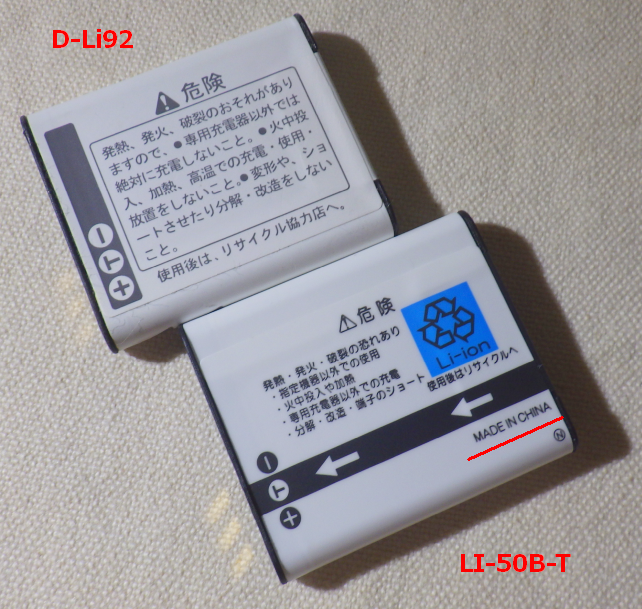 D-Li92
⚠危険
発熱、発火、破裂のおそれがあり
ますので、●専用充電器以外では
絶対に充電しないこと。●火中投
入、加熱、高温での充電・使用・
放置をしないこと。●変形や、ショ
ートさせたり分解・改造をしない
こと。
使用後は、リサイクル協力店へ。
− T +
⚠危険
発熱・発火・破裂の恐れあり
・指定機器以外での使用
・火中投入や加熱
・専用充電器以外での充電
・分解・改造・端子のショート
Li-ion
使用後はリサイクルへ
MADE IN CHINA
N
− T +
LI-50B-T